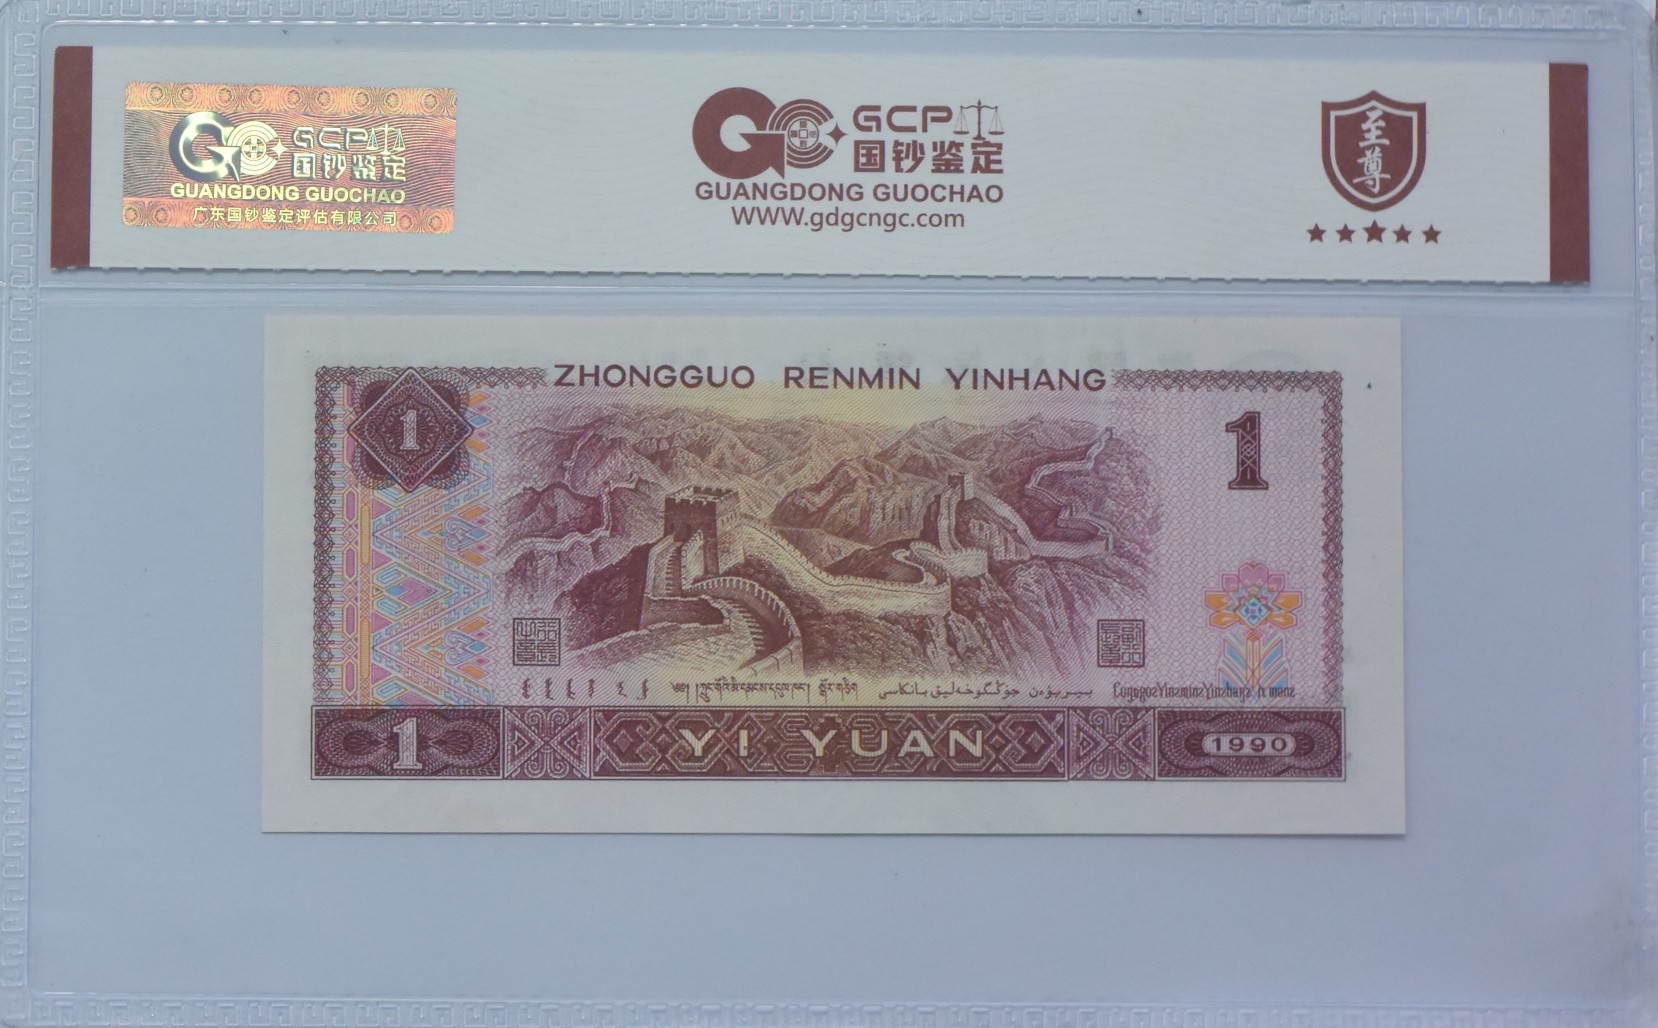 GCP
国钞鉴定
GUANGDONG GUOCHAO
广东国钞鉴定评估有限公司
GCP
国钞鉴定
GUANGDONG GUOCHAO
WWW.gdgcngc.com
至尊
ZHONGGUO RENMIN YINHANG
1
1
YinzminzYinzhangz
1
YI YUAN
1990